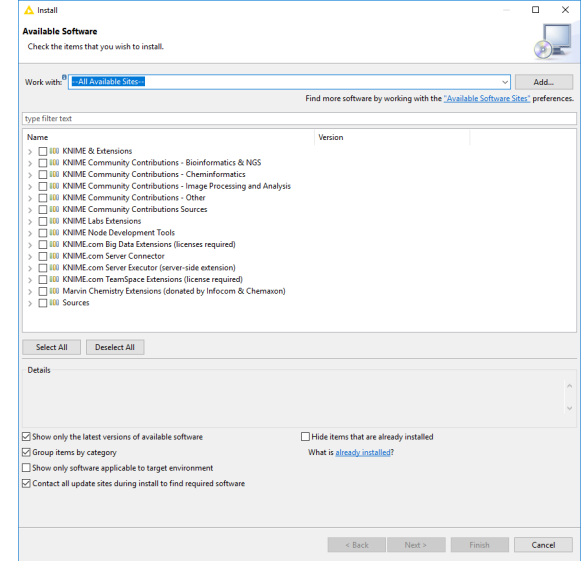 Install
Available Software
Check the items that you wish to install.
Work with: --All Available Sites-- Add...
Find more software by working with the "Available Software Sites" preferences.
type filter text
Name Version
KNIME & Extensions
KNIME Community Contributions - Bioinformatics & NGS
KNIME Community Contributions - Cheminformatics
KNIME Community Contributions - Image Processing and Analysis
KNIME Community Contributions - Other
KNIME Community Contributions Sources
KNIME Labs Extensions
KNIME Node Development Tools
KNIME.com Big Data Extensions (licenses required)
KNIME.com Server Connector
KNIME.com Server Executor (server-side extension)
KNIME.com TeamSpace Extensions (license required)
Marvin Chemistry Extensions (donated by Infocom & Chemaxon)
Sources
Select All Deselect All
Details
Show only the latest versions of available software Hide items that are already installed
Group items by category What is already installed?
Show only software applicable to target environment
Contact all update sites during install to find required software
< Back Next > Finish Cancel